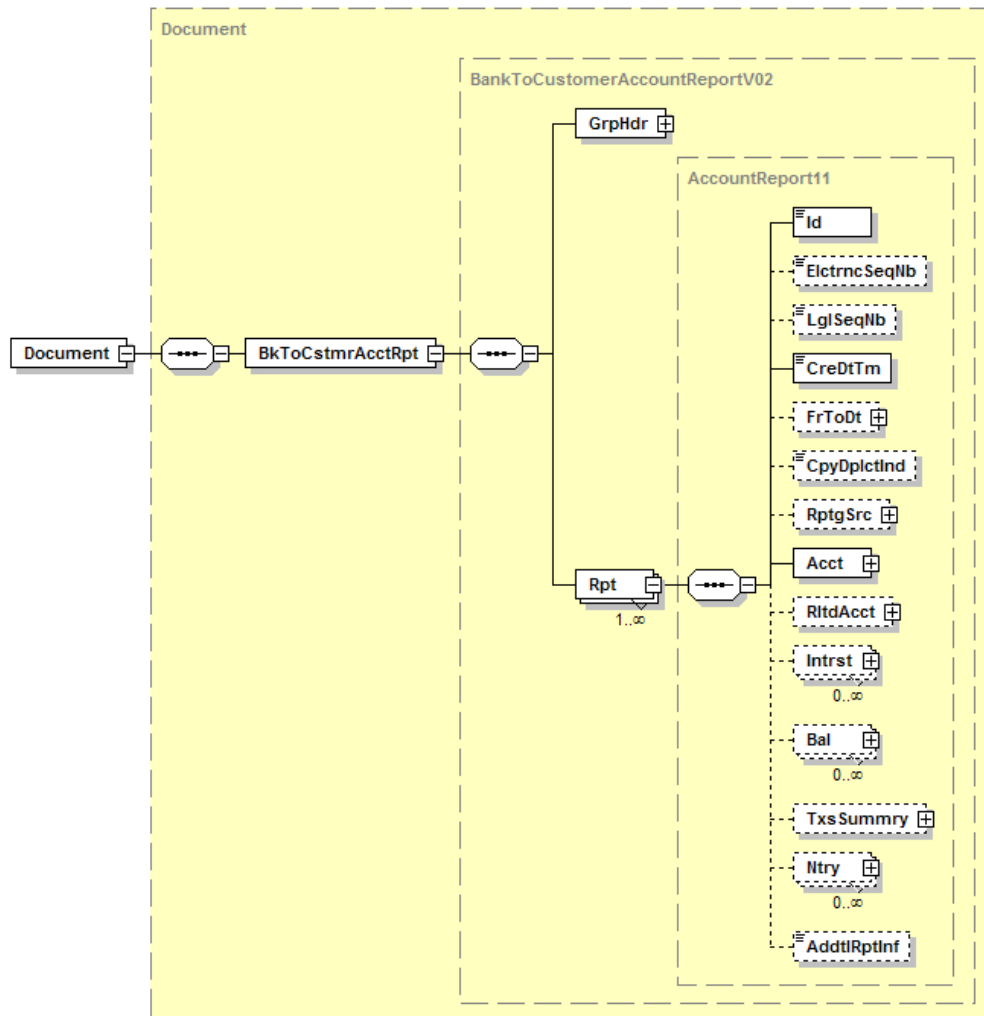 Document
BankToCustomerAccountReportV02
GrpHdr
AccountReport11
Id
ElctrncSeqNb
LglSeqNb
Document
BkToCstmrAcctRpt
CreDtTm
FrToDt
CpyDplctInd
RptgSrc
Acct
Rpt
1..∞
RltdAcct
Intrst
0..∞
Bal
0..∞
TxsSummry
Ntry
0..∞
AddtlRptInf